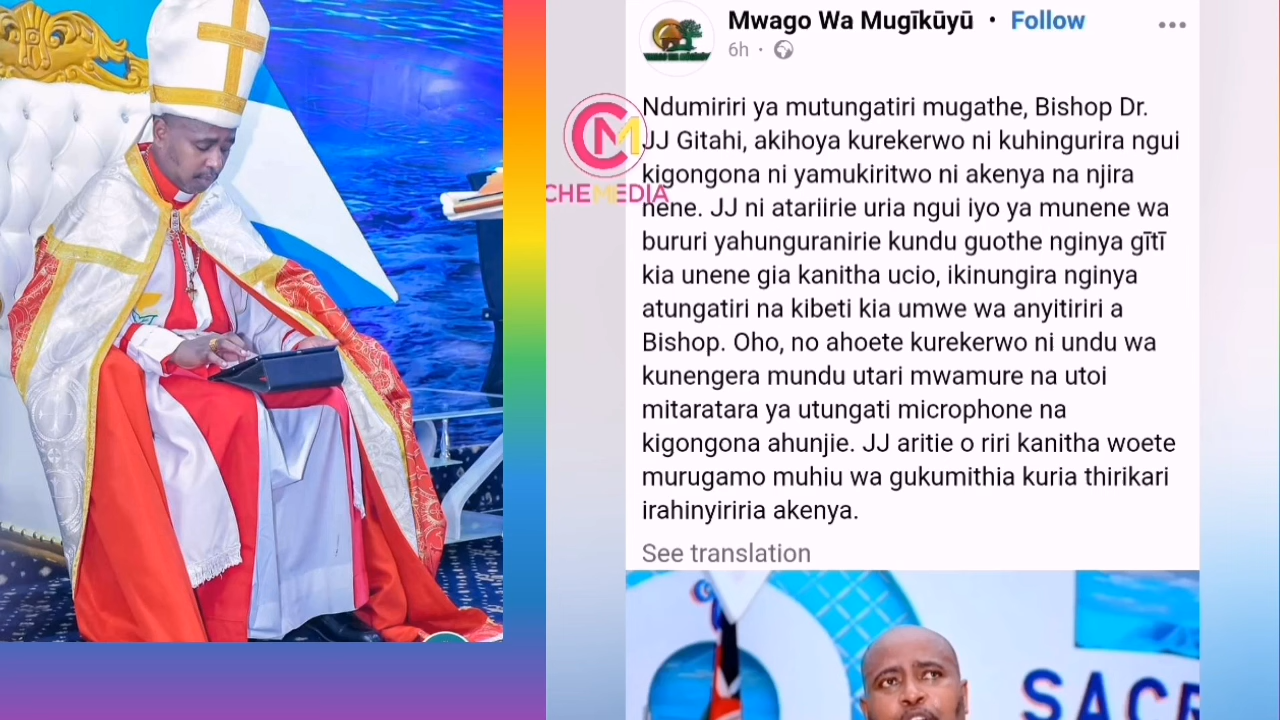 Mwago Wa Mugīkūyū • Follow
6h ·
Ndumiriri ya mutungatiri mugathe, Bishop Dr.
JJ Gitahi, akihoya kurekerwo ni kuhingurira ngui
kigongona ni yamukiritwo ni akenya na njira
nene. JJ ni atariirie uria ngui iyo ya munene wa
bururi yahunguranirie kundu guothe nginya gītī
kia unene gia kanitha ucio, ikinungira nginya
atungatiri na kibeti kia umwe wa anyitiriri a
Bishop. Oho, no ahoete kurekerwo ni undu wa
kunengera mundu utari mwamure na utoi
mitaratara ya utungati microphone na
kigongona ahunjie. JJ aritie o riri kanitha woete
murugamo muhiu wa gukumithia kuria thirikari
irahinyiriria akenya.
See translation
CM
CHEMEDIA
SACR